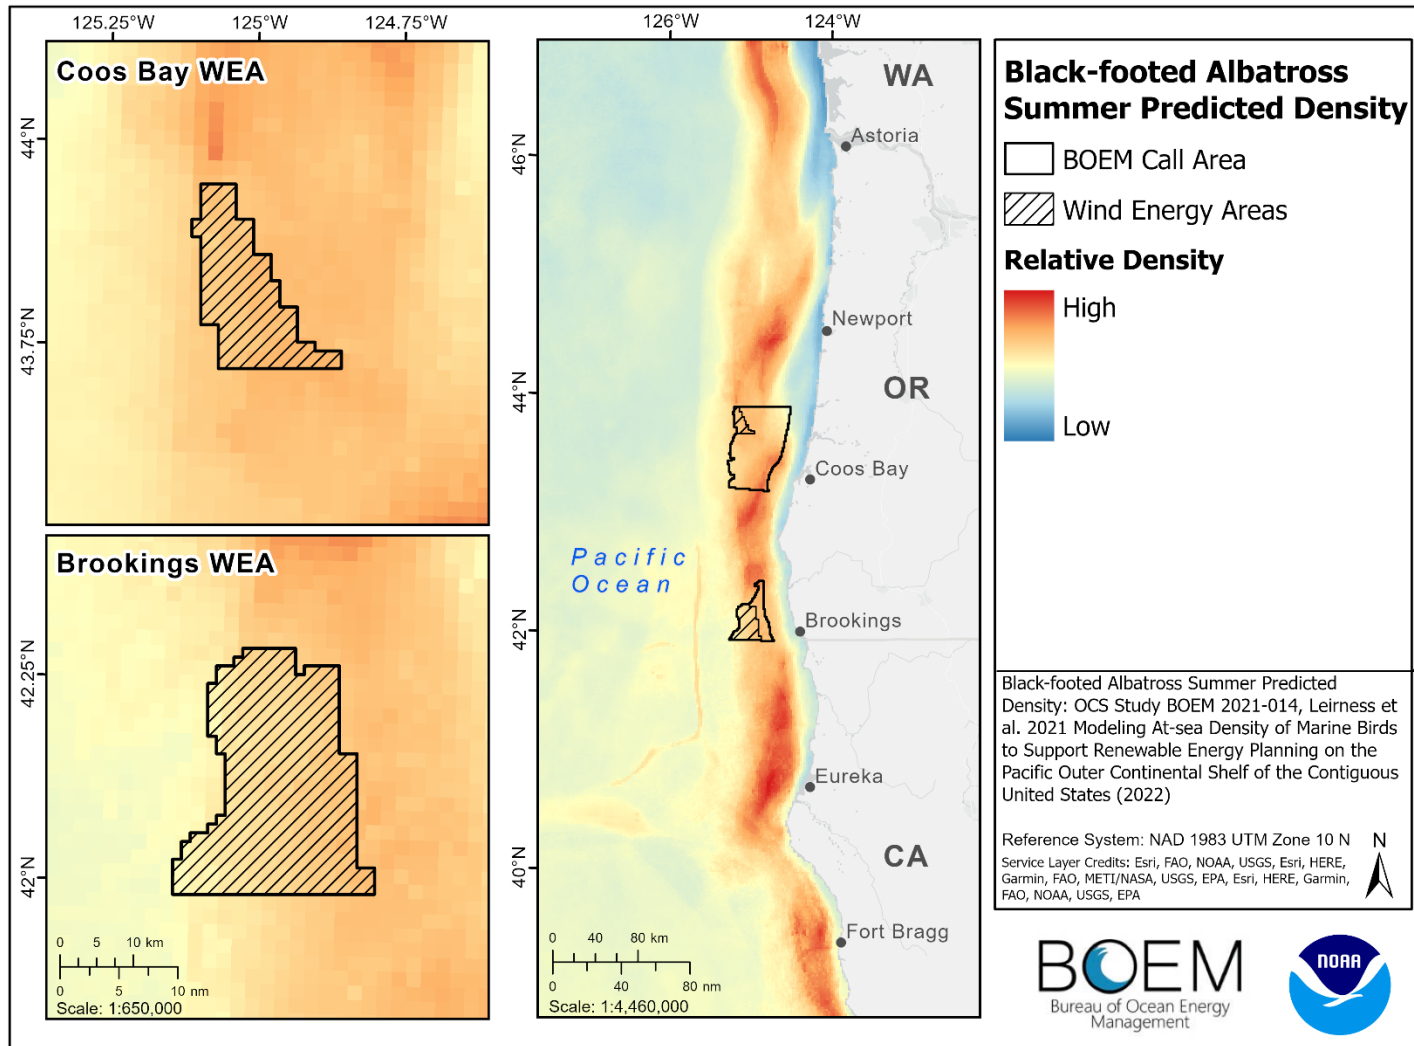 125.25°W 125°W 124.75°W
44°N
43.75°N
Coos Bay WEA
42.25°N
42°N
Brookings WEA
0 5 10 km
0 5 10 nm
Scale: 1:650,000
126°W 124°W
46°N
44°N
42°N
40°N
WA
Astoria
Newport
OR
Coos Bay
Pacific
Ocean
Brookings
Eureka
CA
Fort Bragg
0 40 80 km
0 40 80 nm
Scale: 1:4,460,000
Black-footed Albatross
Summer Predicted Density
BOEM Call Area
Wind Energy Areas
Relative Density
High
Low
Black-footed Albatross Summer Predicted
Density: OCS Study BOEM 2021-014, Leirness et
al. 2021 Modeling At-sea Density of Marine Birds
to Support Renewable Energy Planning on the
Pacific Outer Continental Shelf of the Contiguous
United States (2022)
Reference System: NAD 1983 UTM Zone 10 N
N
Service Layer Credits: Esri, FAO, NOAA, USGS, Esri, HERE,
Garmin, FAO, METI/NASA, USGS, EPA, Esri, HERE, Garmin,
FAO, NOAA, USGS, EPA
BOEM
Bureau of Ocean Energy
Management
NOAA